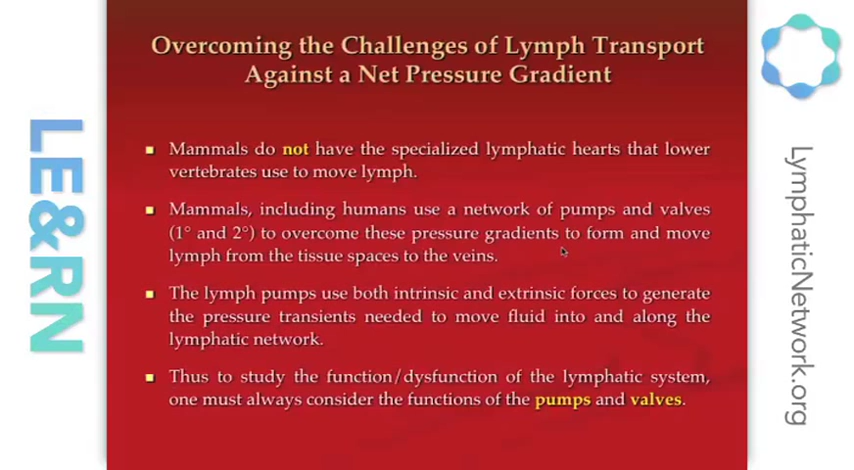 Overcoming the Challenges of Lymph Transport
Against a Net Pressure Gradient
Mammals do not have the specialized lymphatic hearts that lower
vertebrates use to move lymph.
Mammals, including humans use a network of pumps and valves
(1° and 2°) to overcome these pressure gradients to form and move
lymph from the tissue spaces to the veins.
The lymph pumps use both intrinsic and extrinsic forces to generate
the pressure transients needed to move fluid into and along the
lymphatic network.
Thus to study the function/dysfunction of the lymphatic system,
one must always consider the functions of the pumps and valves.
LE&RN
LymphaticNetwork.org